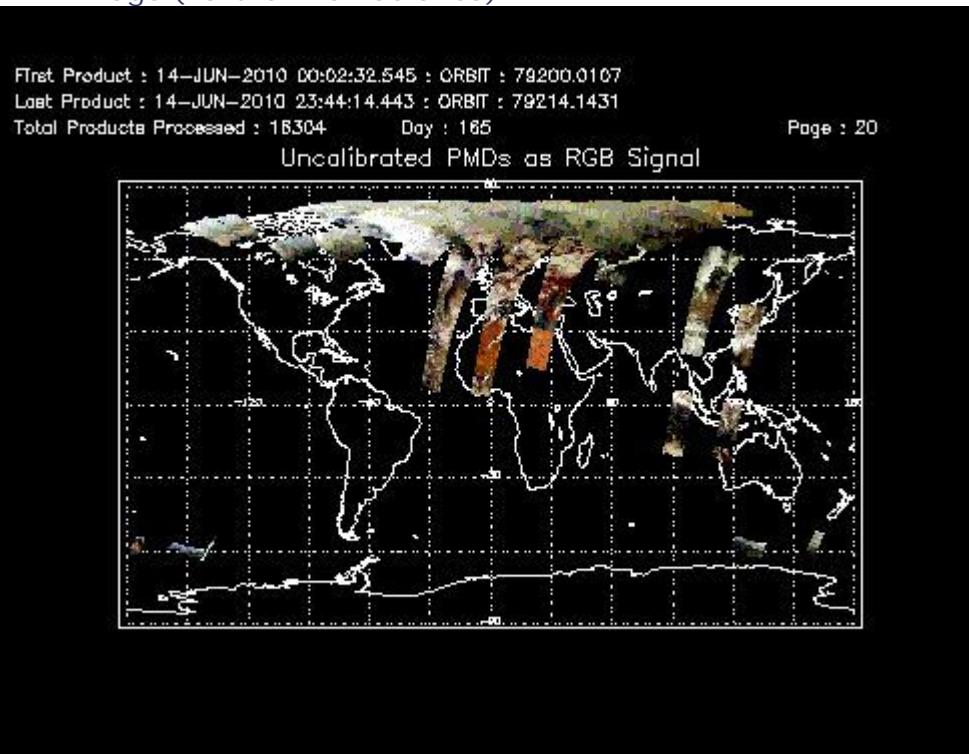 First Product : 14-JUN-2010 00:02:32.545 : ORBIT : 79200.0107
Last Product : 14-JUN-2010 23:44:14.443 : ORBIT : 79214.1431
Total Products Processed : 16304 Day : 165 Page : 20
Uncalibrated PMDs as RGB Signal